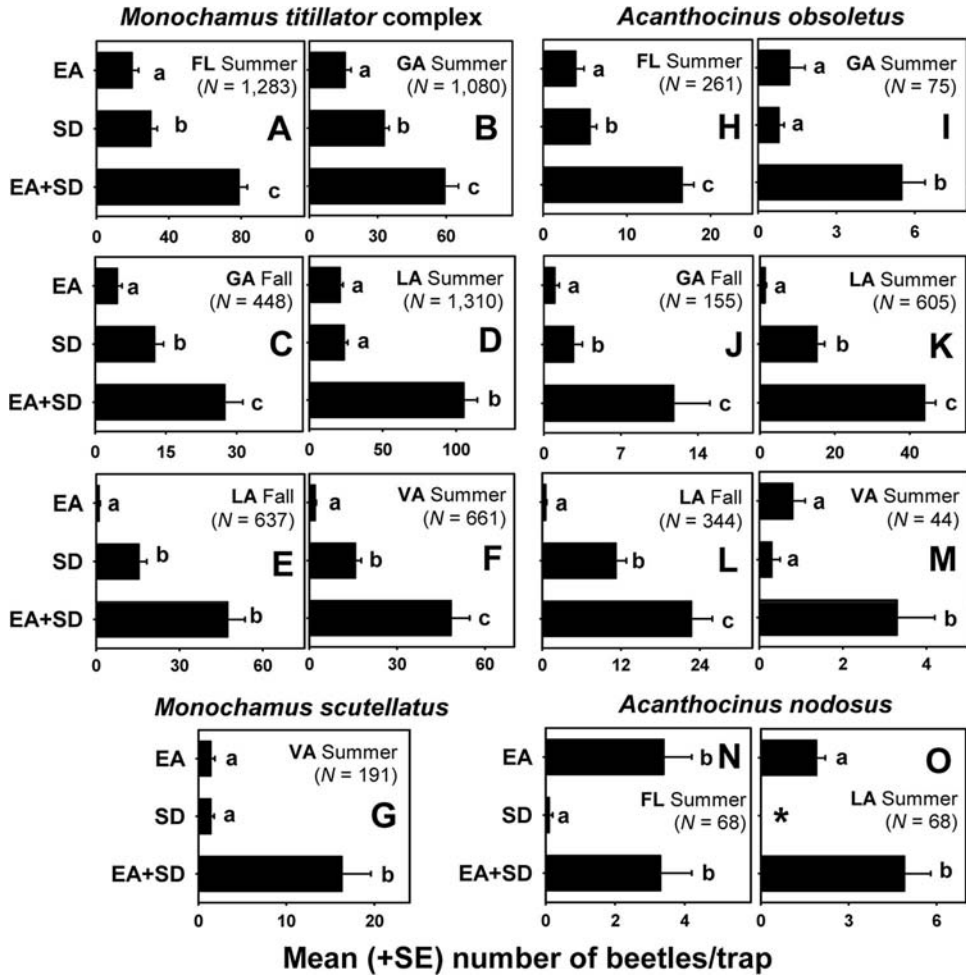 Monochamus titillator complex
Acanthocinus obsoletus
EA
SD
EA+SD
FL Summer
(N = 1,283)
A
a
b
c
0 40 80
GA Summer
(N = 1,080)
B
a
b
c
0 30 60
FL Summer
(N = 261)
H
a
b
c
0 10 20
GA Summer
(N = 75)
I
a
a
b
0 3 6
EA
SD
EA+SD
GA Fall
(N = 448)
C
a
b
c
0 15 30
LA Summer
(N = 1,310)
D
a
a
b
0 50 100
GA Fall
(N = 155)
J
a
b
c
0 7 14
LA Summer
(N = 605)
K
a
b
c
0 20 40
EA
SD
EA+SD
LA Fall
(N = 637)
E
a
b
b
0 30 60
VA Summer
(N = 661)
F
a
b
c
0 30 60
LA Fall
(N = 344)
L
a
b
c
0 12 24
VA Summer
(N = 44)
M
a
a
b
0 2 4
Monochamus scutellatus
Acanthocinus nodosus
EA
SD
EA+SD
VA Summer
(N = 191)
G
a
a
b
0 10 20
EA
SD
EA+SD
b N
FL Summer
(N = 68)
a
b
0 2 4
a
O
* LA Summer
(N = 68)
b
0 3 6
Mean (+SE) number of beetles/trap